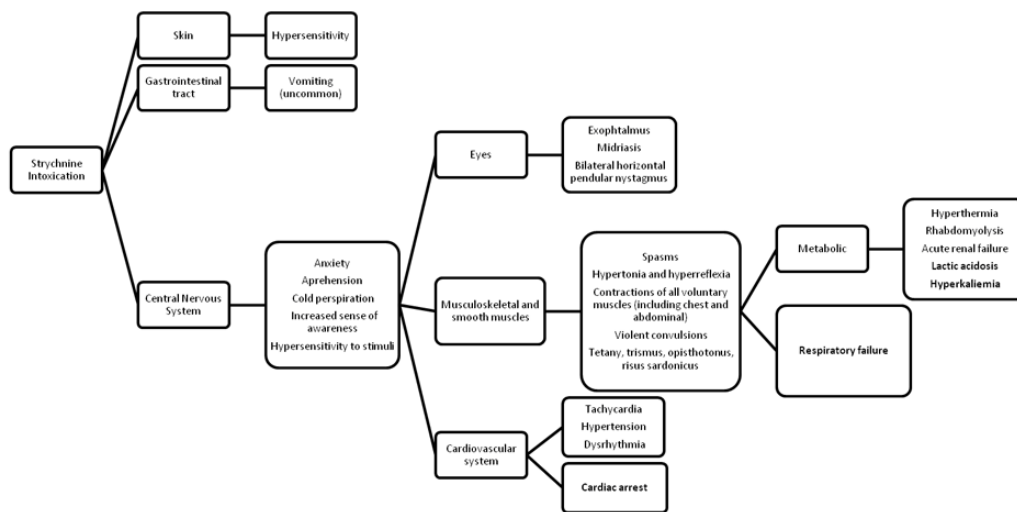 Strychnine
Intoxication
Skin
Hypersensitivity
Gastrointestinal
tract
Vomiting
(uncommon)
Central Nervous
System
Anxiety
Aprehension
Cold perspiration
Increased sense of
awareness
Hypersensitivity to stimuli
Eyes
Exophtalmus
Midriasis
Bilateral horizontal
pendular nystagmus
Musculoskeletal and
smooth muscles
Spasms
Hypertonia and hyperreflexia
Contractions of all voluntary
muscles (including chest and
abdominal)
Violent convulsions
Tetany, trismus, opisthotonus,
risus sardonicus
Metabolic
Hyperthermia
Rhabdomyolysis
Acute renal failure
Lactic acidosis
Hyperkaliemia
Respiratory failure
Cardiovascular
system
Tachycardia
Hypertension
Dysrhythmia
Cardiac arrest